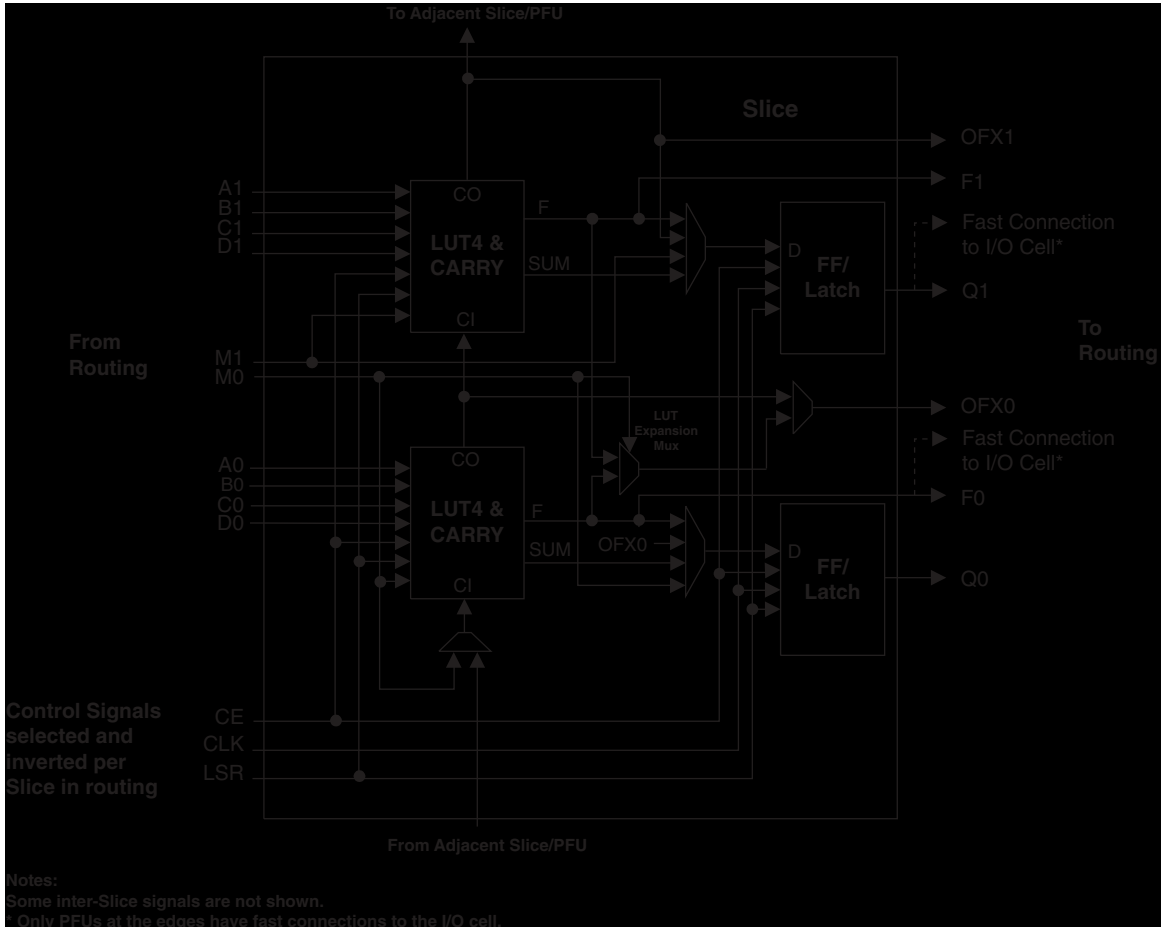 To Adjacent Slice/PFU
Slice
OFX1
F1
Fast Connection
to I/O Cell*
Q1
To
Routing
A1
B1
C1
D1
CO
LUT4 &
CARRY
CI
F
SUM
D
FF/
Latch
From
Routing
M1
M0
LUT
Expansion
Mux
OFX0
Fast Connection
to I/O Cell*
F0
A0
B0
C0
D0
CO
LUT4 &
CARRY
CI
F
SUM
OFX0
D
FF/
Latch
Q0
Control Signals
selected and
inverted per
Slice in routing
CE
CLK
LSR
From Adjacent Slice/PFU
Notes:
Some inter-Slice signals are not shown.
* Only PFUs at the edges have fast connections to the I/O cell.